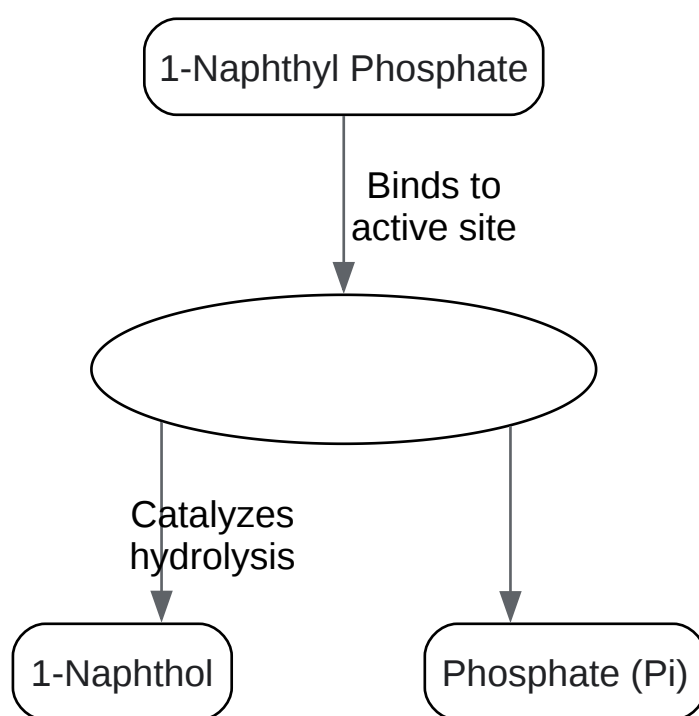 1-Naphthyl Phosphate
Binds to
active site
Catalyzes
hydrolysis
1-Naphthol
Phosphate (Pi)